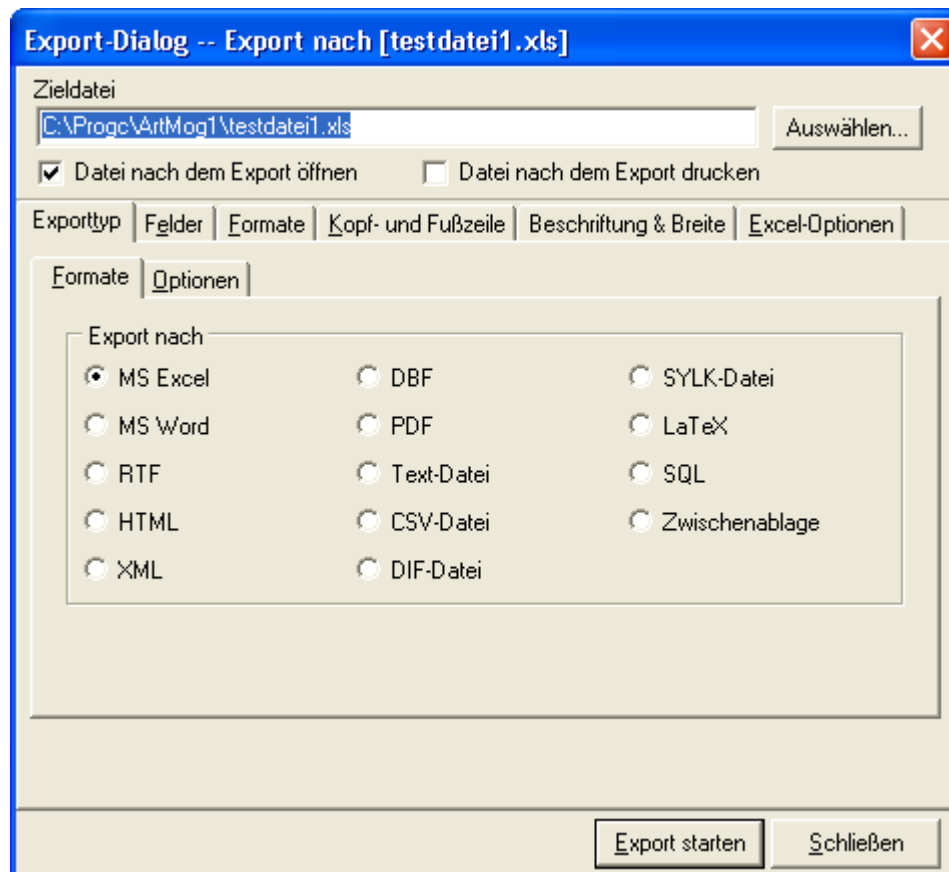 Export-Dialog -- Export nach [testdatei1.xls]
Zieldatei
C:\Progc\ArtMog1\testdatei1.xls
Auswählen...
Datei nach dem Export öffnen
Datei nach dem Export drucken
Exporttyp
Felder
Formate
Kopf- und Fußzeile
Beschriftung & Breite
Excel-Optionen
Formate
Optionen
Export nach
MS Excel
DBF
SYLK-Datei
MS Word
PDF
LaTeX
RTF
Text-Datei
SQL
HTML
CSV-Datei
Zwischenablage
XML
DIF-Datei
Export starten
Schließen